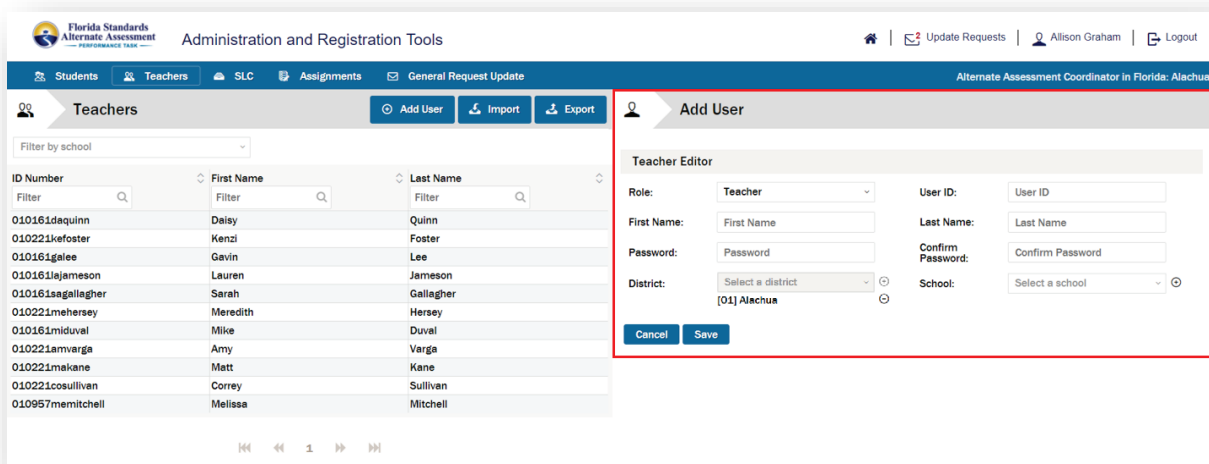 Florida Standards
Alternate Assessment
PERFORMANCE TASK
Administration and Registration Tools
2 Update Requests
Allison Graham
Logout
Students Teachers SLC Assignments General Request Update
Alternate Assessment Coordinator in Florida: Alachua
Teachers
Add User Import Export
Filter by school
ID Number First Name Last Name
Filter Filter Filter
010161daquinn Daisy Quinn
010221kefoster Kenzi Foster
010161galee Gavin Lee
010161lajameson Lauren Jameson
010161sagallagher Sarah Gallagher
010221mehersey Meredith Hersey
010161miduval Mike Duval
010221amvarga Amy Varga
010221makane Matt Kane
010221cosullivan Correy Sullivan
010957memitchell Melissa Mitchell
1
Add User
Teacher Editor
Role: Teacher User ID: User ID
First Name: First Name Last Name: Last Name
Password: Password Confirm
Password: Confirm Password
District: Select a district School: Select a school
[01] Alachua
Cancel Save